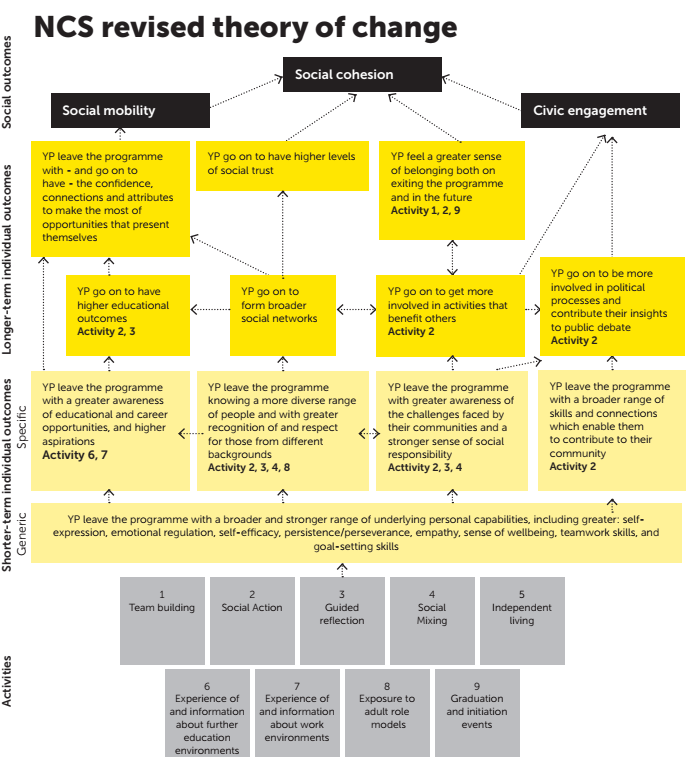 NCS revised theory of change
Social outcomes
Social cohesion
Social mobility
Civic engagement
Longer-term individual outcomes
YP leave the programme
with - and go on to
have - the confidence,
connections and attributes
to make the most of
opportunities that present
themselves
YP go on to have higher levels
of social trust
YP feel a greater sense
of belonging both on
exiting the programme
and in the future
Activity 1, 2, 9
YP go on to have
higher educational
outcomes
Activity 2, 3
YP go on to
form broader
social networks
YP go on to get more
involved in activities that
benefit others
Activity 2
YP go on to be more
involved in political
processes and
contribute their insights
to public debate
Activity 2
Shorter-term individual outcomes
Specific
YP leave the programme
with a greater awareness
of educational and career
opportunities, and higher
aspirations
Activity 6, 7
YP leave the programme
knowing a more diverse range
of people and with greater
recognition of and respect
for those from different
backgrounds
Activity 2, 3, 4, 8
YP leave the programme
with greater awareness of
the challenges faced by
their communities and a
stronger sense of social
responsibility
Acttivity 2, 3, 4
YP leave the programme
with a broader range of
skills and connections
which enable them
to contribute to their
community
Activity 2
Generic
YP leave the programme with a broader and stronger range of underlying personal capabilities, including greater: self-
expression, emotional regulation, self-efficacy, persistence/perseverance, empathy, sense of wellbeing, teamwork skills, and
goal-setting skills
Activities
1
Team building
2
Social Action
3
Guided
reflection
4
Social
Mixing
5
Independent
living
6
Experience of
and information
about further
education
environments
7
Experience of
and information
about work
environments
8
Exposure to
adult role
models
9
Graduation
and initiation
events